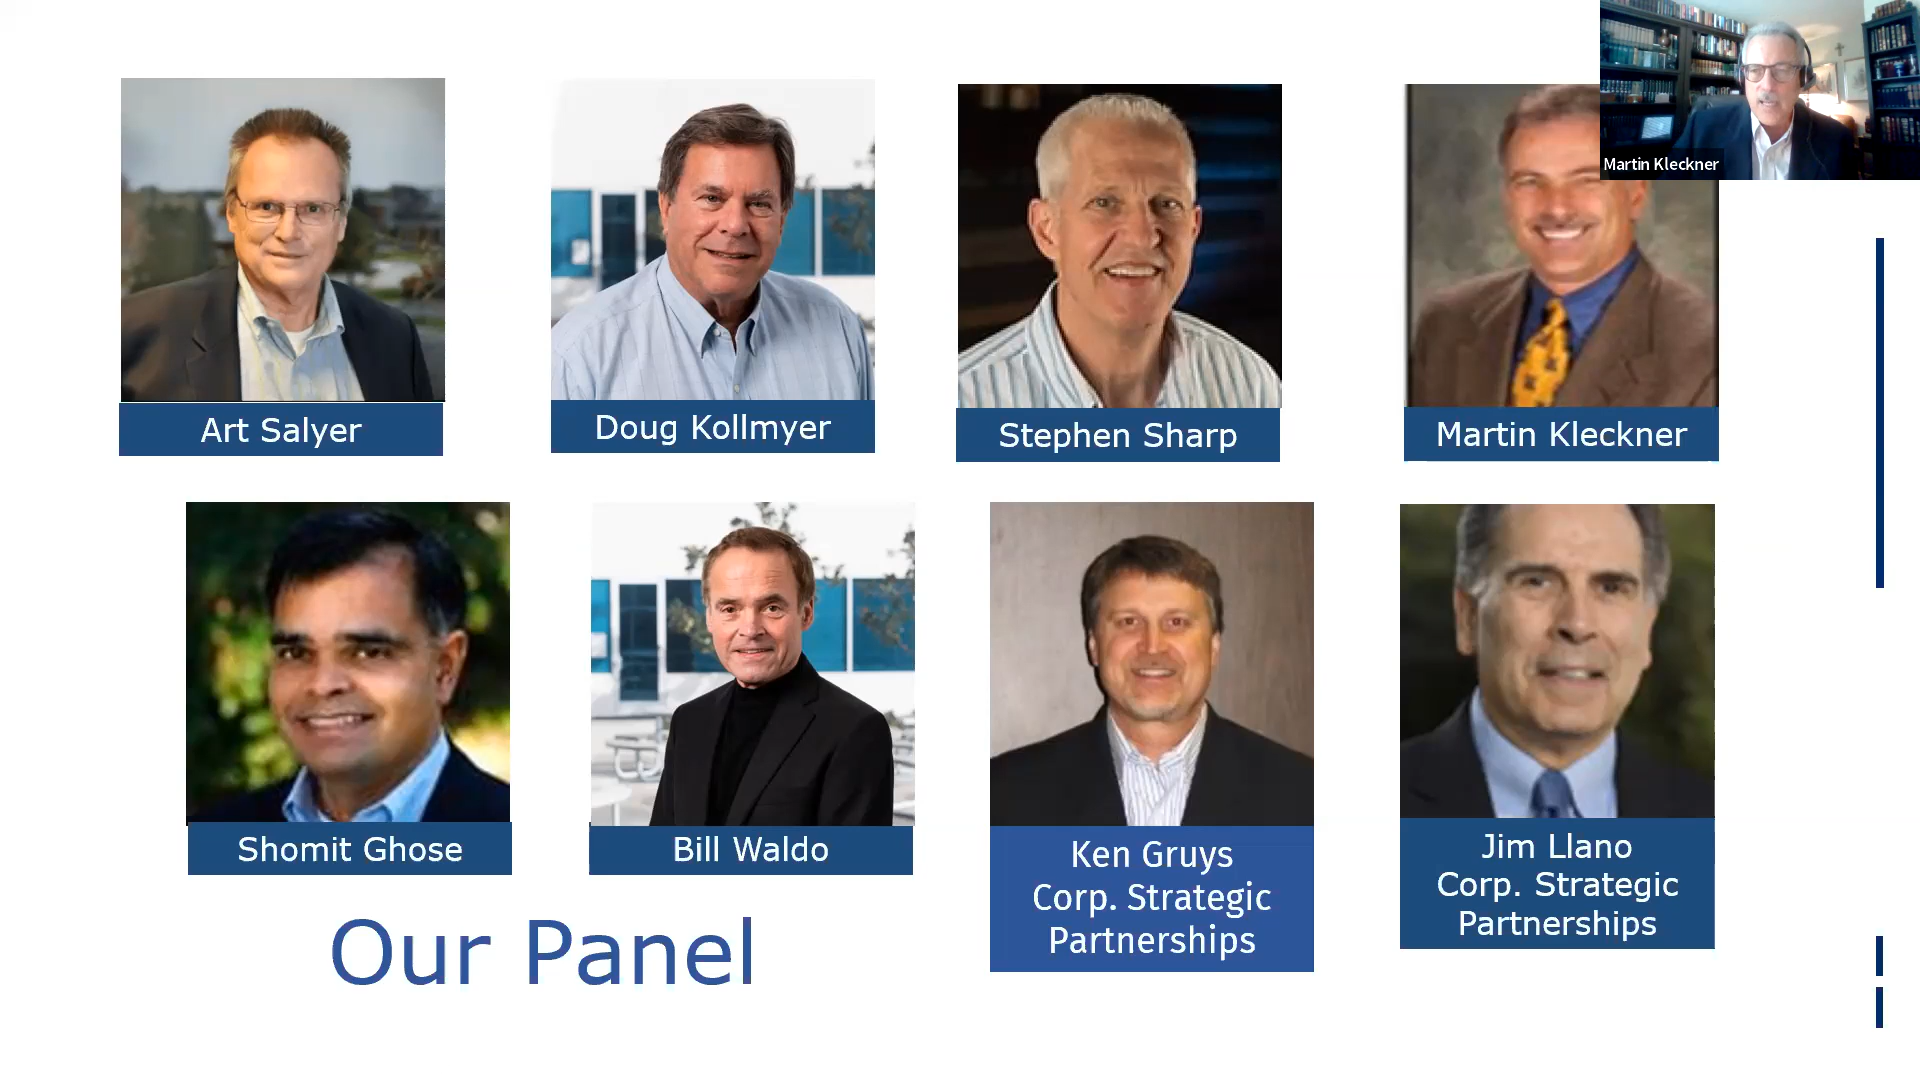 Martin Kleckner
Art Salyer
Doug Kollmyer
Stephen Sharp
Martin Kleckner
Shomit Ghose
Bill Waldo
Ken Gruys
Corp. Strategic
Partnerships
Jim Llano
Corp. Strategic
Partnerships
Our Panel